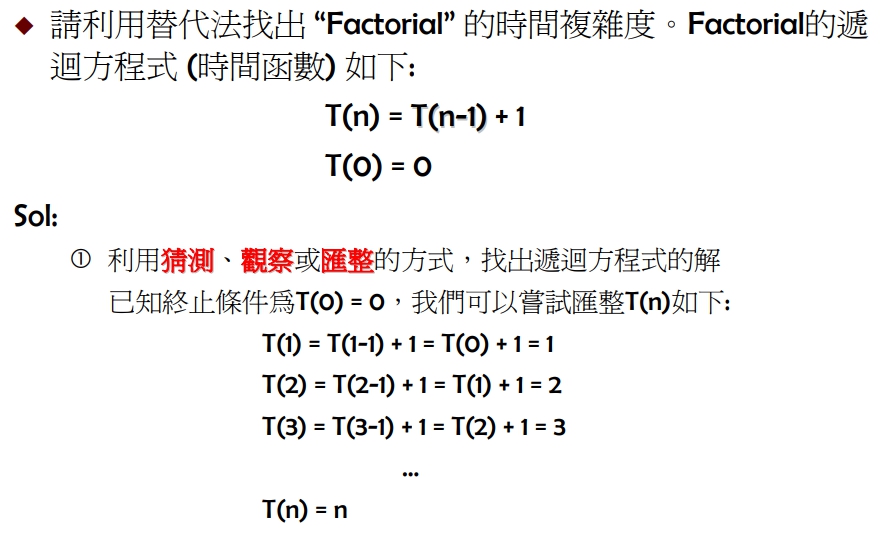 ◆ 請利用替代法找出 “Factorial” 的時間複雜度。Factorial的遞
迴方程式 (時間函數) 如下:
T(n) = T(n-1) + 1
T(0) = 0
Sol:
① 利用猜測、觀察或匯整的方式，找出遞迴方程式的解
已知終止條件為T(0) = 0，我們可以嘗試匯整T(n)如下:
T(1) = T(1-1) + 1 = T(0) + 1 = 1
T(2) = T(2-1) + 1 = T(1) + 1 = 2
T(3) = T(3-1) + 1 = T(2) + 1 = 3
...
T(n) = n